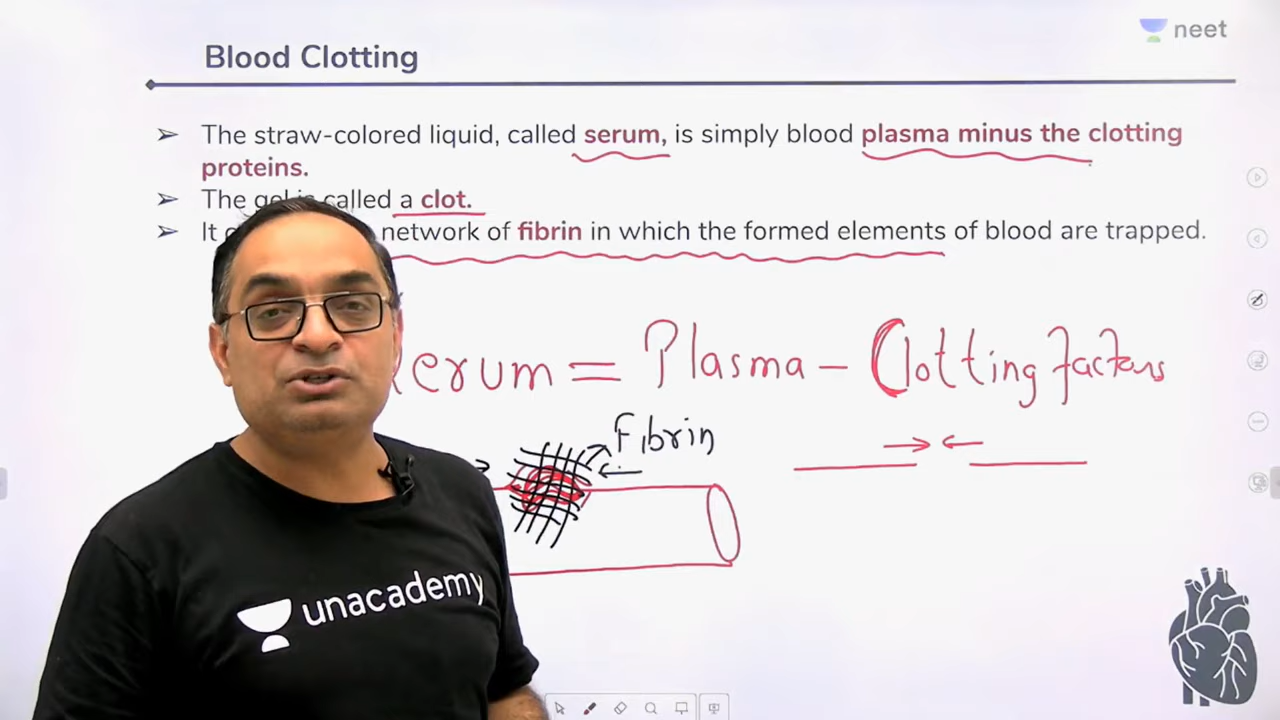 neet
Blood Clotting
➢ The straw-colored liquid, called serum, is simply blood plasma minus the clotting
proteins.
➢ The gel is called a clot.
➢ It network of fibrin in which the formed elements of blood are trapped.
serum = Plasma – Clotting factors
Fibrin
unacademy